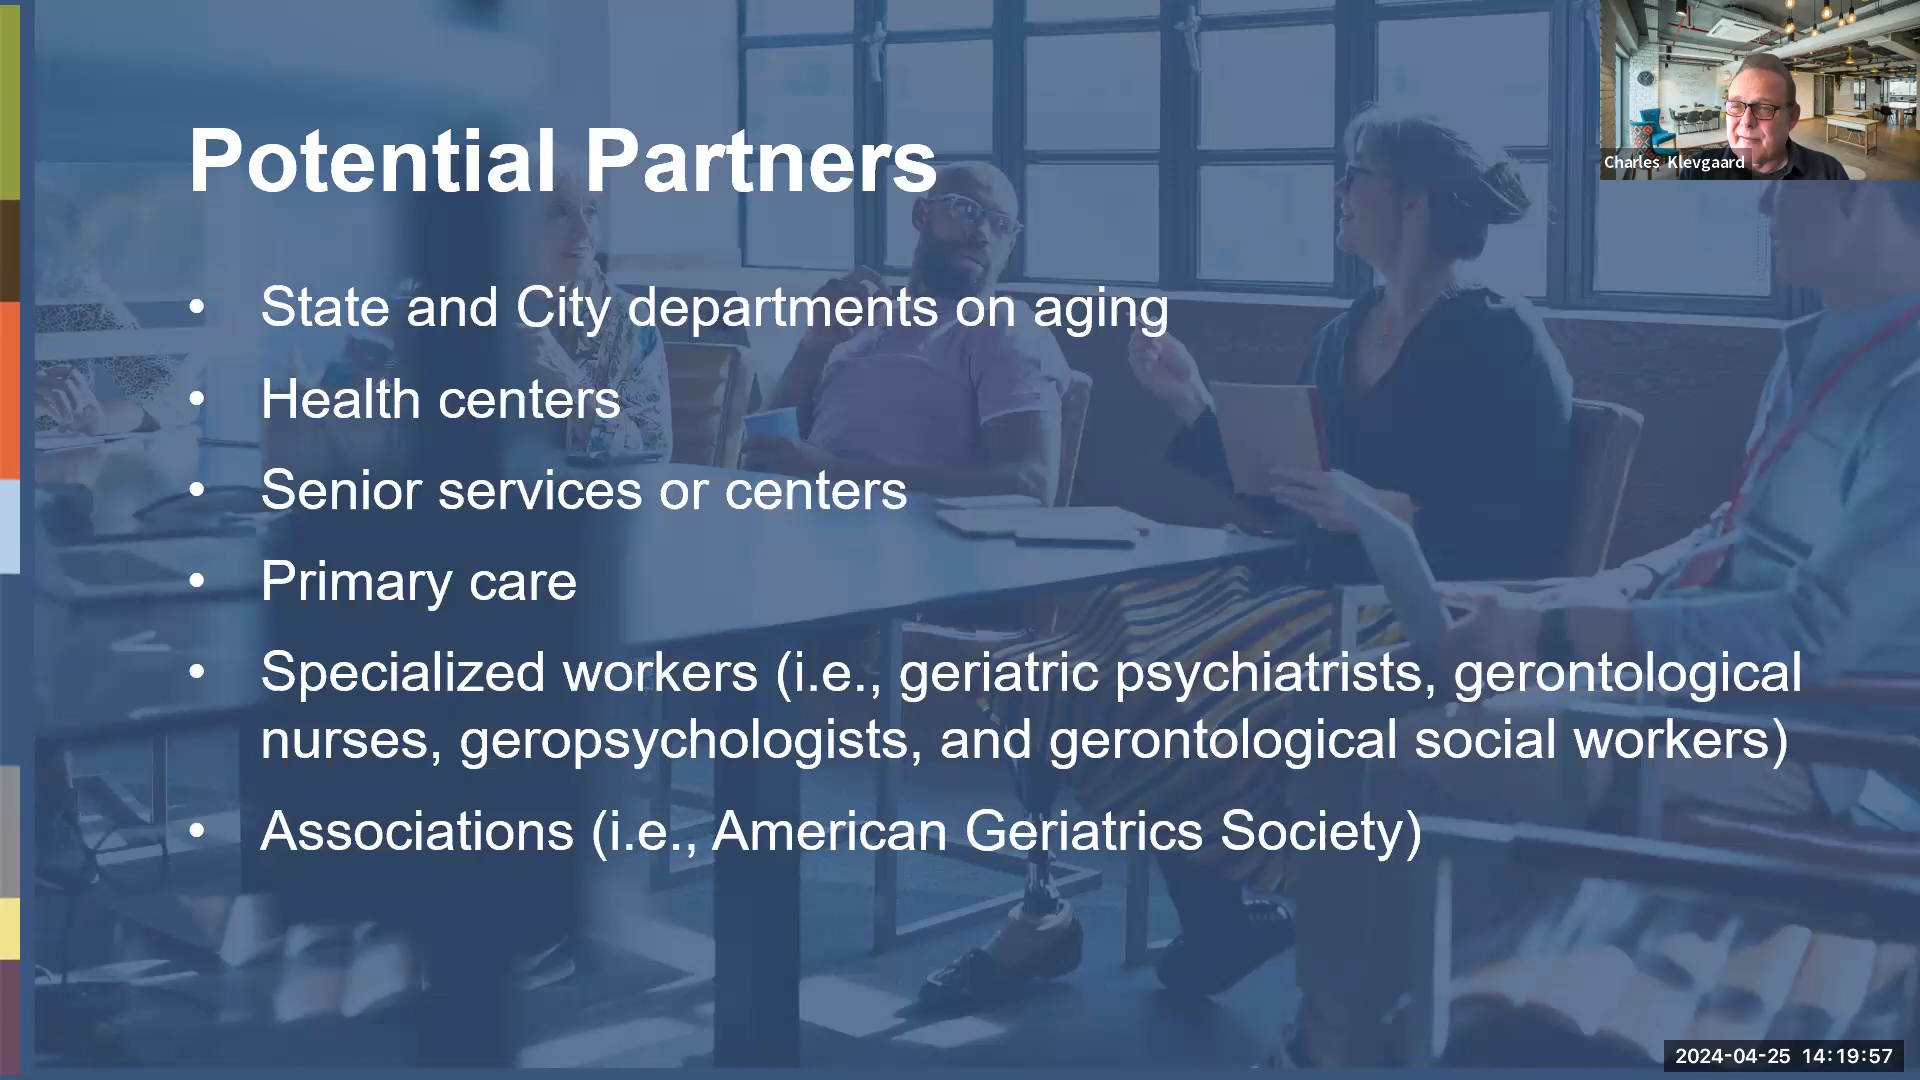 Potential Partners
• State and City departments on aging
• Health centers
• Senior services or centers
• Primary care
• Specialized workers (i.e., geriatric psychiatrists, gerontological
nurses, geropsychologists, and gerontological social workers)
• Associations (i.e., American Geriatrics Society)
Charles Klevgaard
2024-04-25 14:19:57